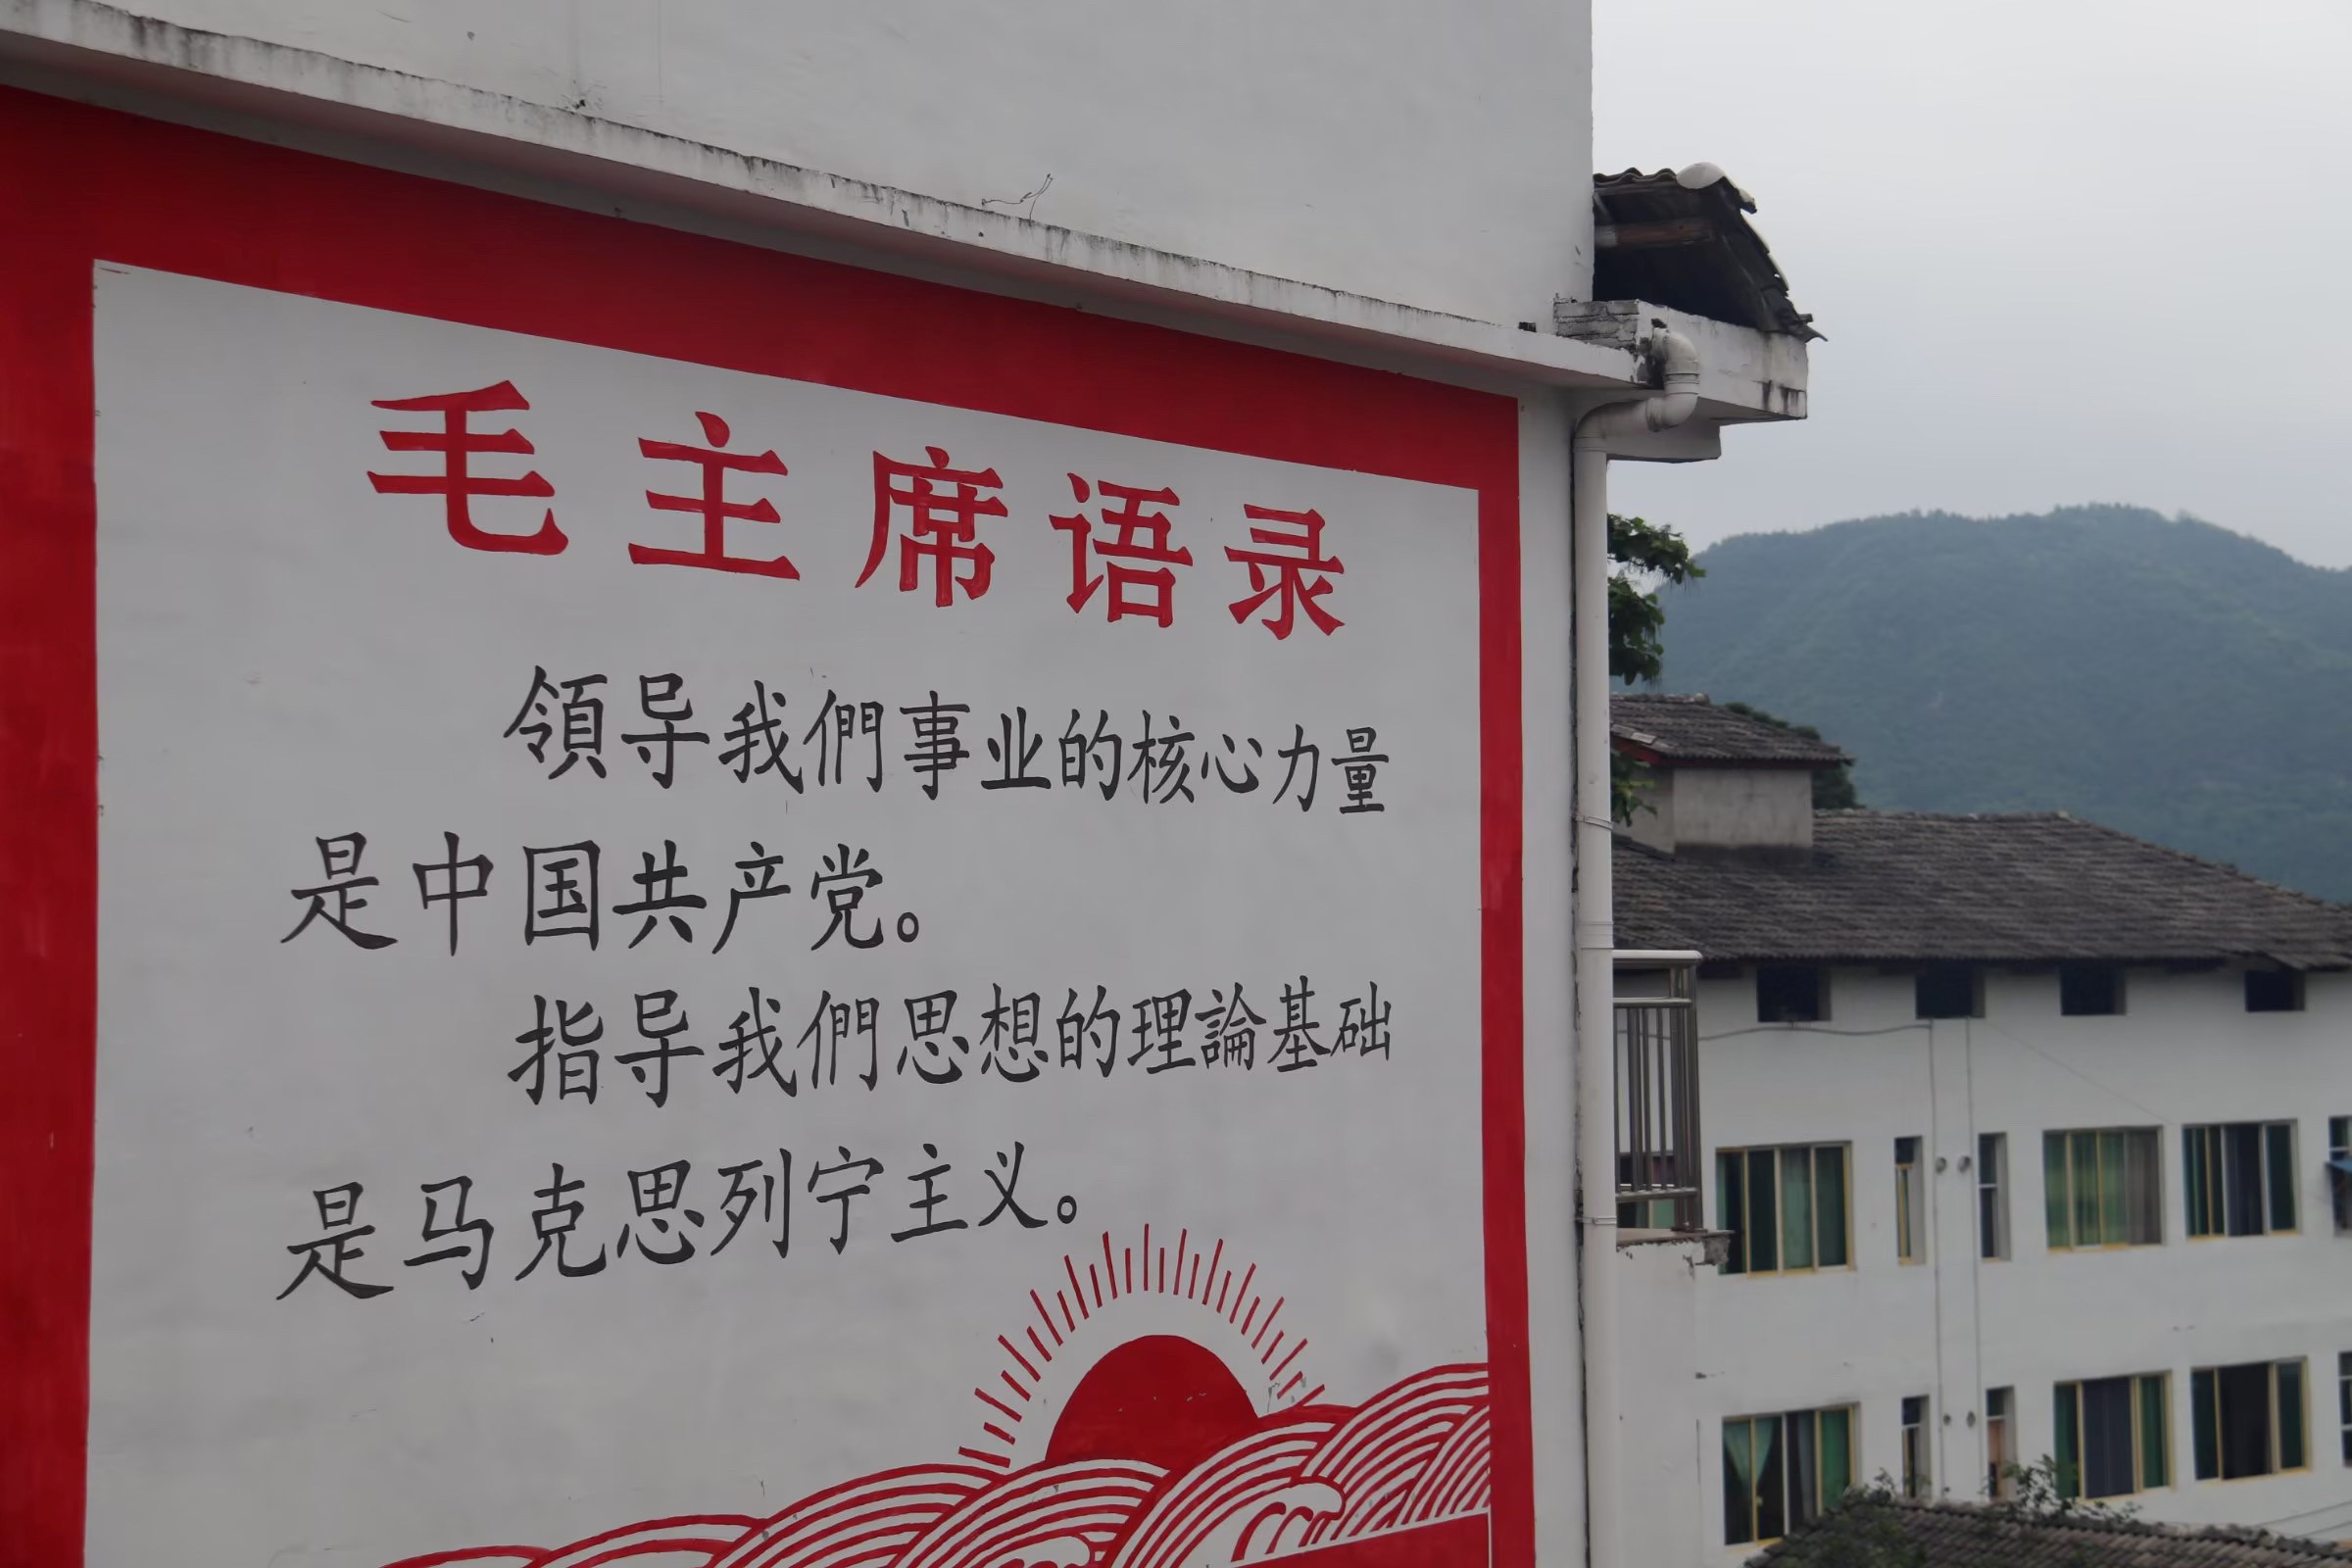 毛主席语录
領导我們事业的核心力量
是中国共产党。
指导我們思想的理論基础
是马克思列宁主义。